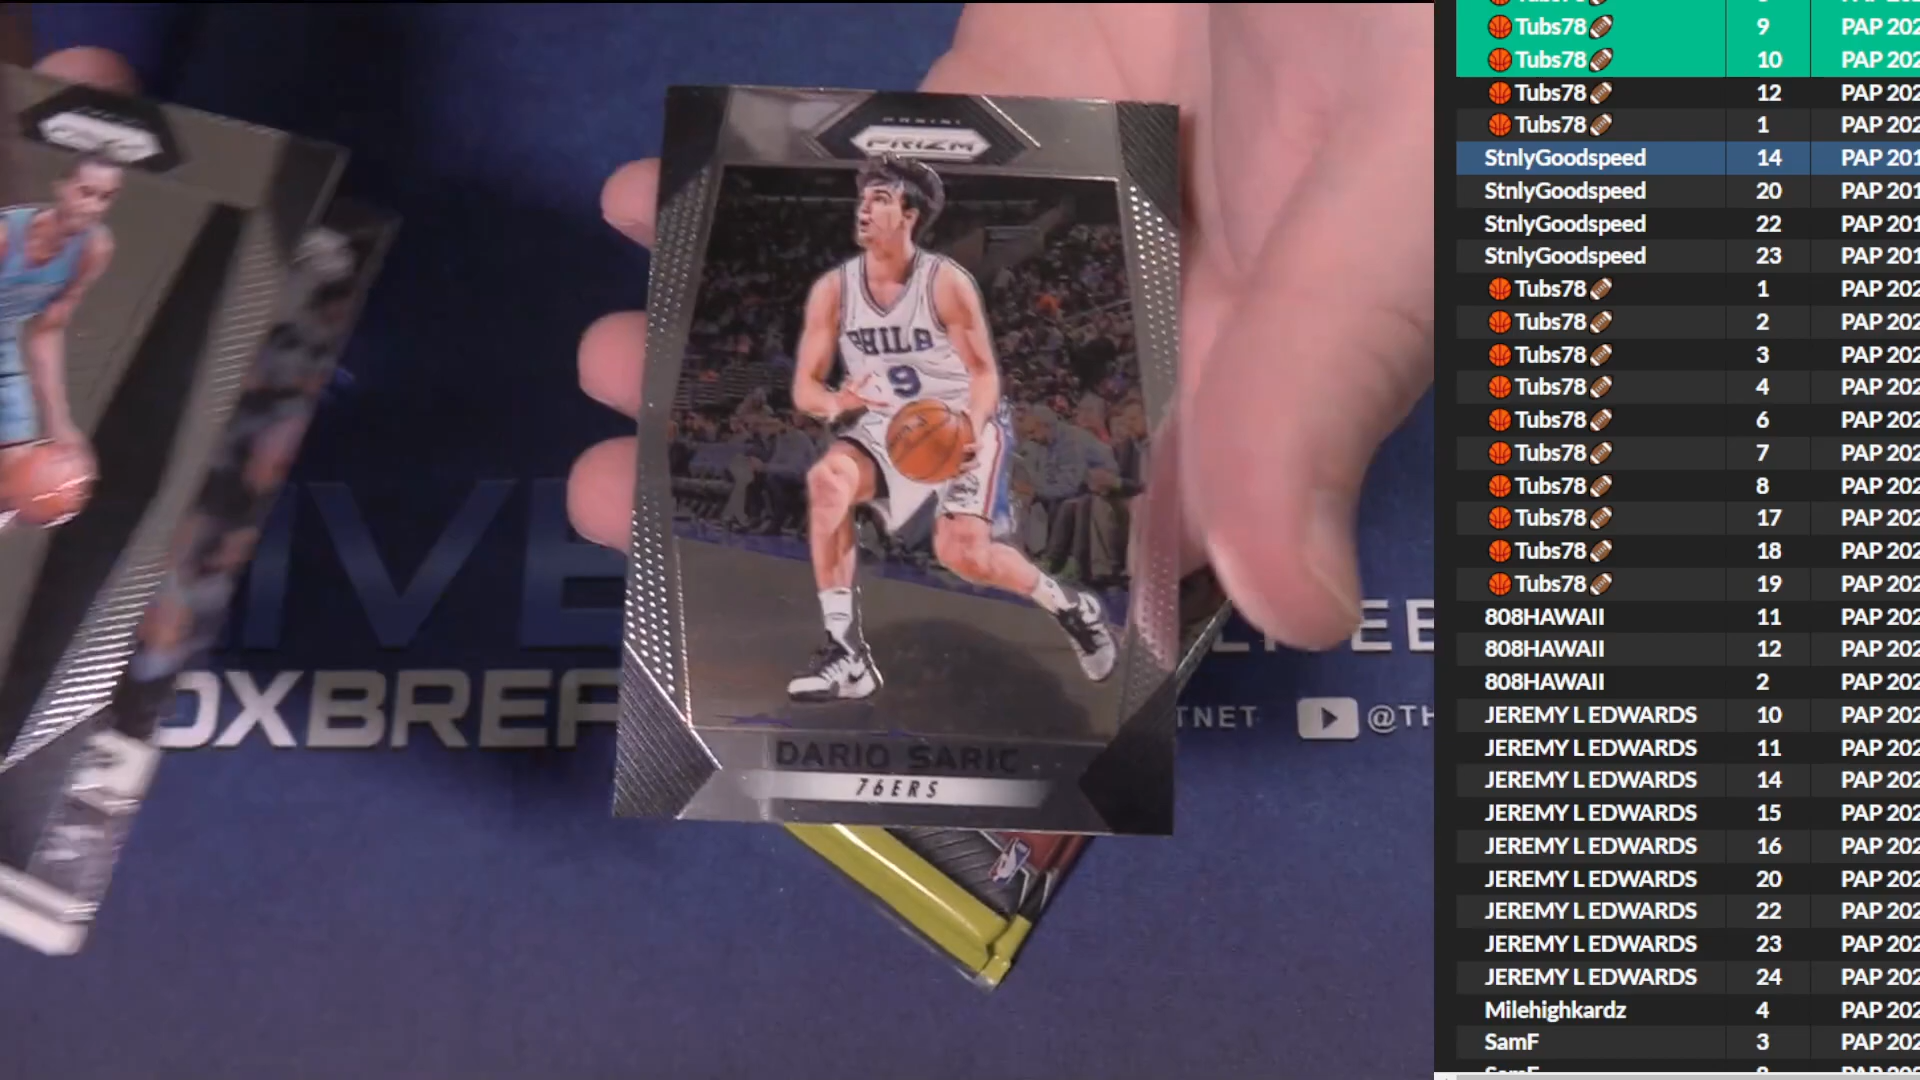 PANINI
PRIZM
PHILA
9
DARIO SARIC
76ERS
IVE
OXBREA
TNET
@TH
Tubs78 9 PAP 202
Tubs78 10 PAP 202
Tubs78 12 PAP 202
Tubs78 1 PAP 202
StnlyGoodspeed 14 PAP 201
StnlyGoodspeed 20 PAP 201
StnlyGoodspeed 22 PAP 201
StnlyGoodspeed 23 PAP 201
Tubs78 1 PAP 202
Tubs78 2 PAP 202
Tubs78 3 PAP 202
Tubs78 4 PAP 202
Tubs78 6 PAP 202
Tubs78 7 PAP 202
Tubs78 8 PAP 202
Tubs78 17 PAP 202
Tubs78 18 PAP 202
Tubs78 19 PAP 202
808HAWAII 11 PAP 202
808HAWAII 12 PAP 202
808HAWAII 2 PAP 202
JEREMY L EDWARDS 10 PAP 202
JEREMY L EDWARDS 11 PAP 202
JEREMY L EDWARDS 14 PAP 202
JEREMY L EDWARDS 15 PAP 202
JEREMY L EDWARDS 16 PAP 202
JEREMY L EDWARDS 20 PAP 202
JEREMY L EDWARDS 22 PAP 202
JEREMY L EDWARDS 23 PAP 202
JEREMY L EDWARDS 24 PAP 202
Milehighkardz 4 PAP 202
SamF 3 PAP 202